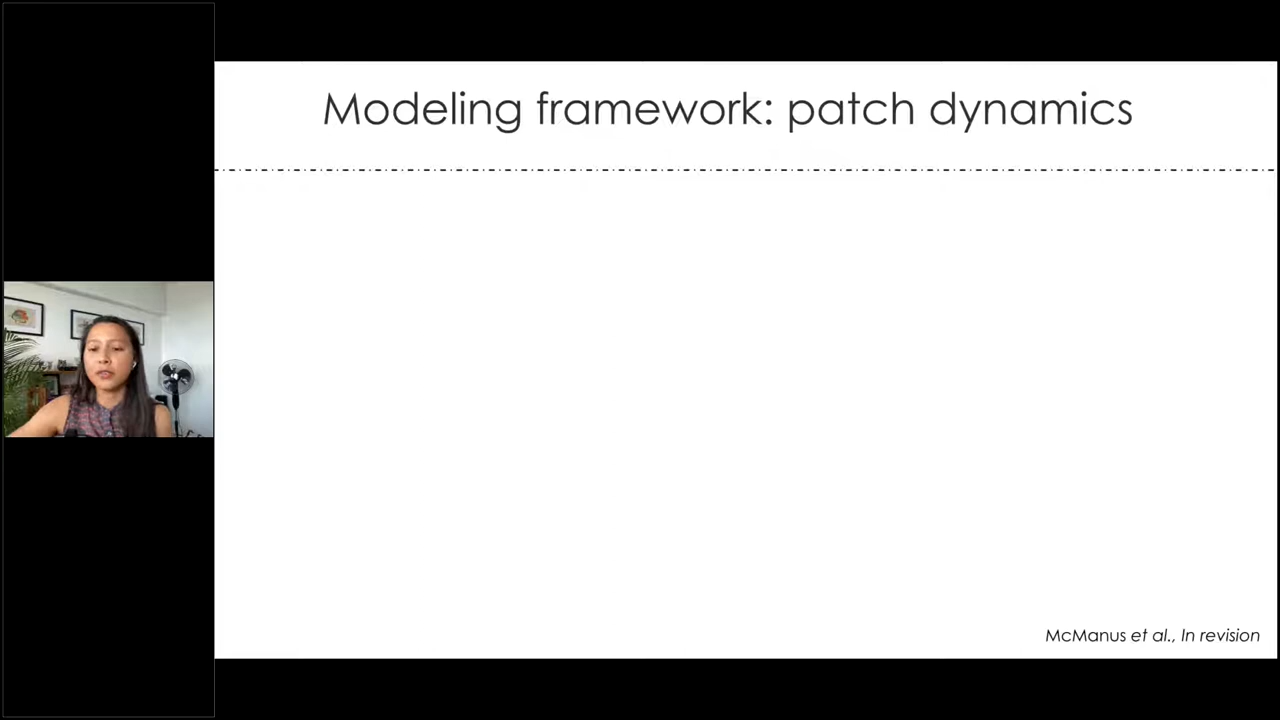 Modeling framework: patch dynamics
McManus et al., In revision